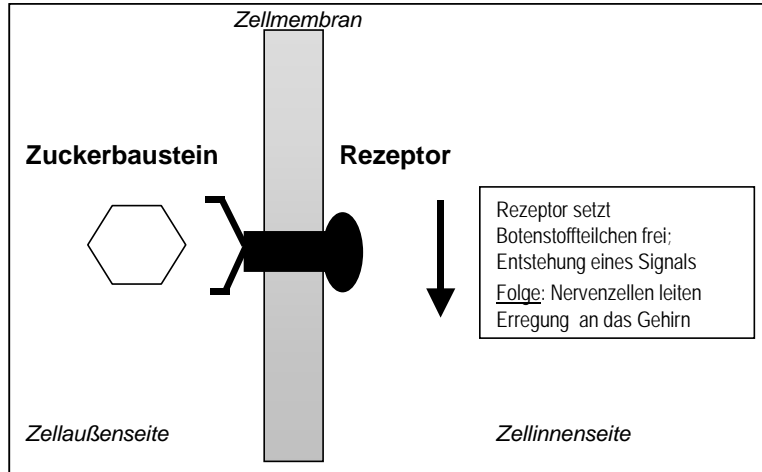 Zellmembran
Zuckerbaustein
Rezeptor
Rezeptor setzt
Botenstoffteilchen frei;
Entstehung eines Signals
Folge: Nervenzellen leiten
Erregung an das Gehirn
Zellaußenseite
Zellinnenseite